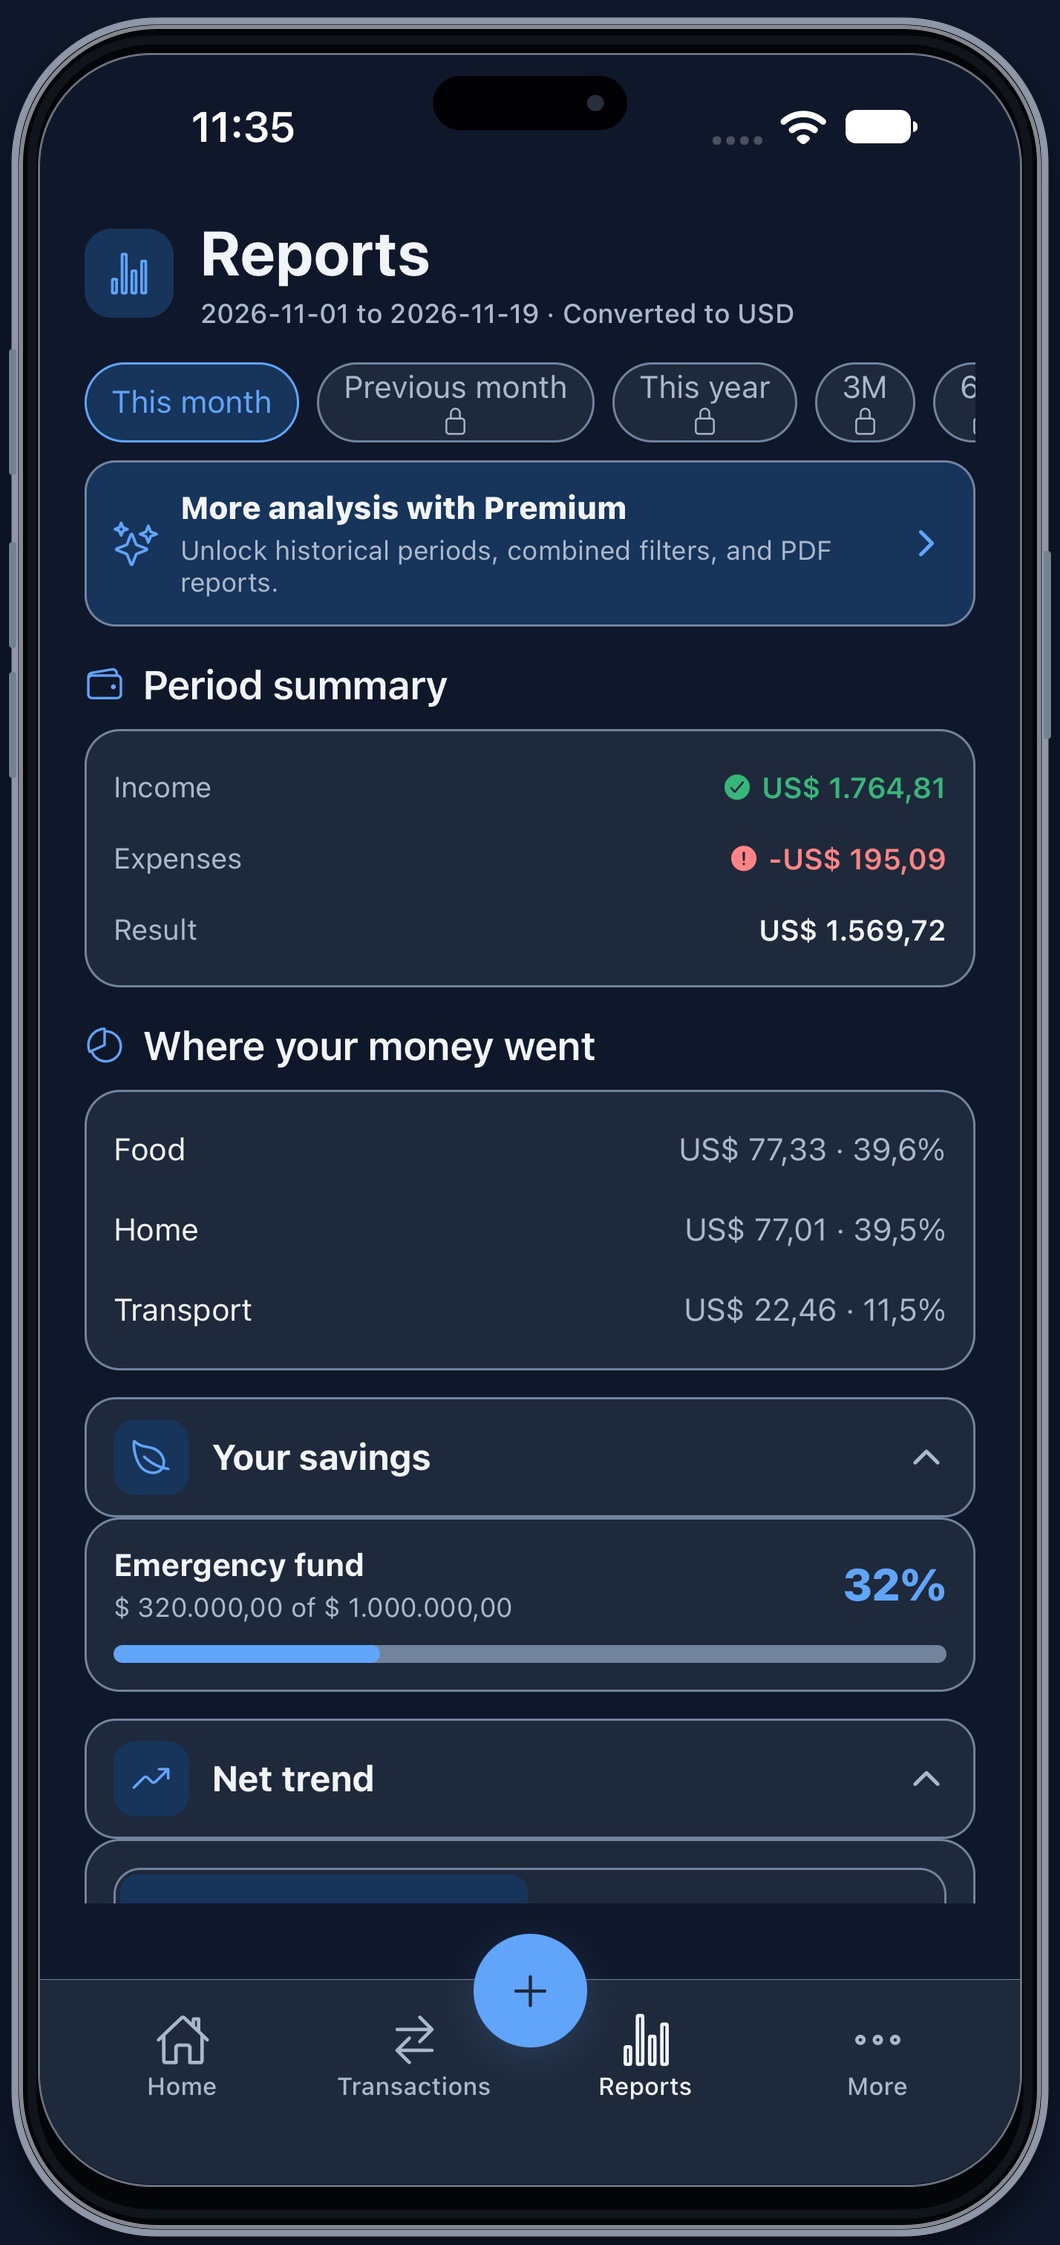 11:35
Reports
2026-11-01 to 2026-11-19 · Converted to USD
This month
Previous month
This year
3M
6
More analysis with Premium
Unlock historical periods, combined filters, and PDF
reports.
Period summary
Income US$ 1.764,81
Expenses -US$ 195,09
Result US$ 1.569,72
Where your money went
Food US$ 77,33 · 39,6%
Home US$ 77,01 · 39,5%
Transport US$ 22,46 · 11,5%
Your savings
Emergency fund
$ 320.000,00 of $ 1.000.000,00
32%
Net trend
Home
Transactions
Reports
More